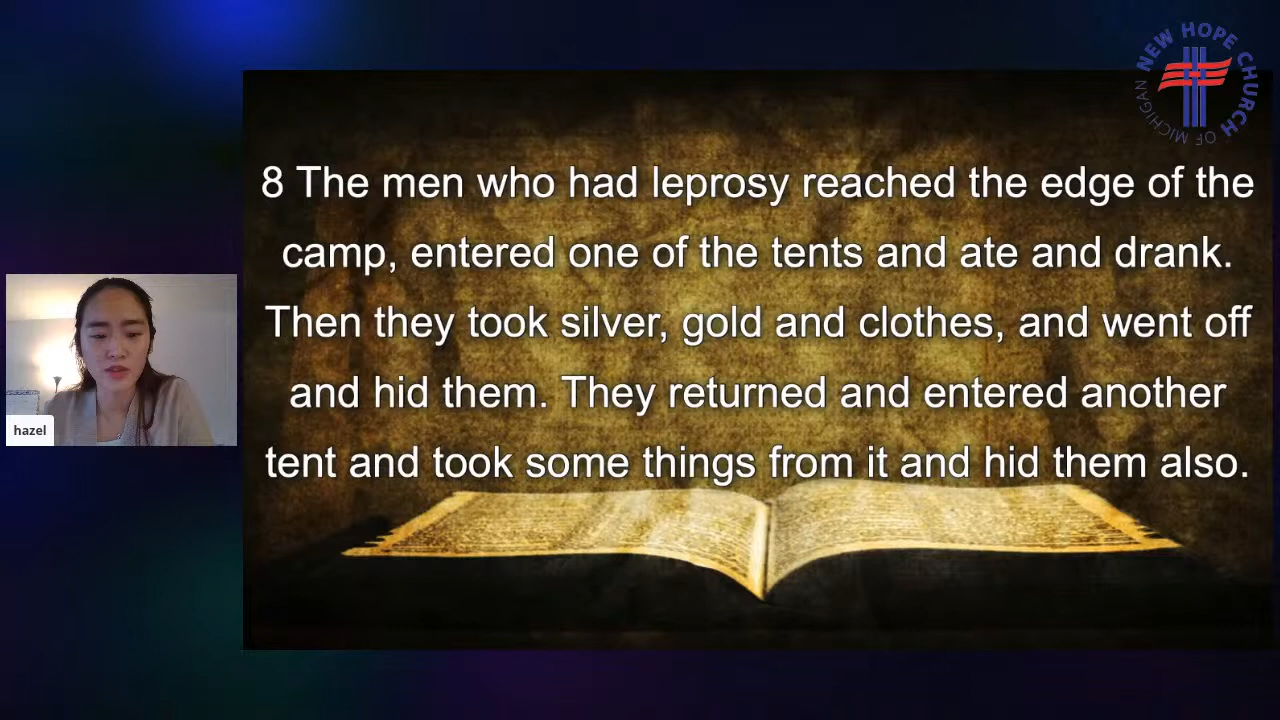 NEW HOPE CHURCH
OF MICHIGAN
8 The men who had leprosy reached the edge of the
camp, entered one of the tents and ate and drank.
Then they took silver, gold and clothes, and went off
and hid them. They returned and entered another
tent and took some things from it and hid them also.
hazel